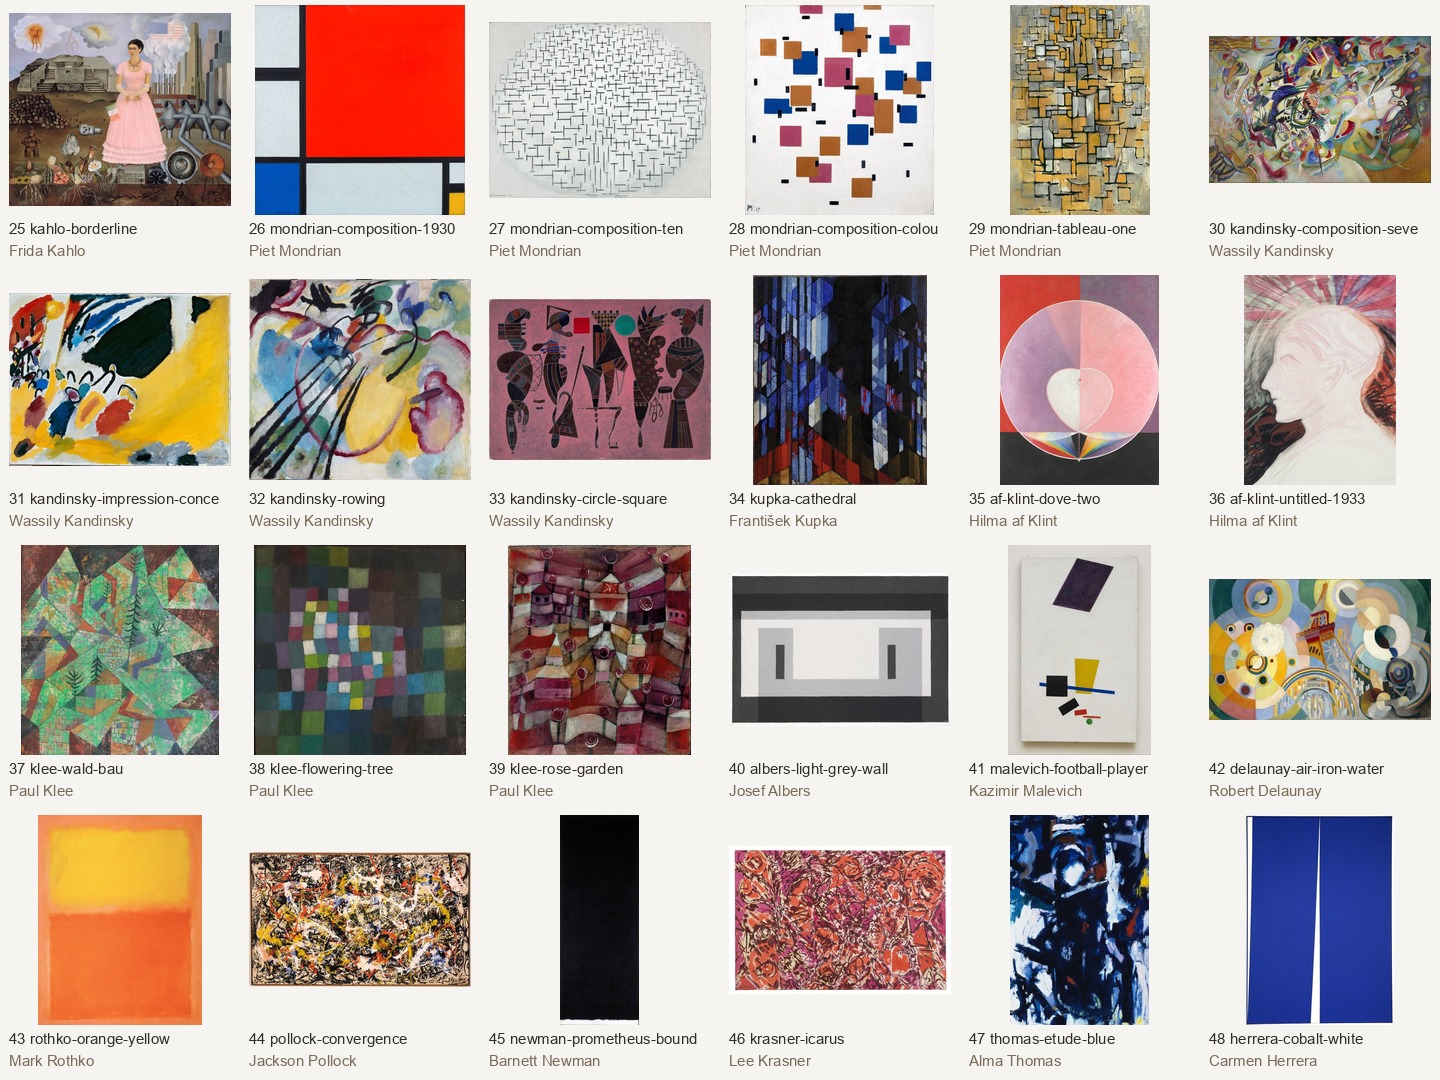 25 kahlo-borderline
Frida Kahlo
26 mondrian-composition-1930
Piet Mondrian
27 mondrian-composition-ten
Piet Mondrian
28 mondrian-composition-colou
Piet Mondrian
29 mondrian-tableau-one
Piet Mondrian
30 kandinsky-composition-seve
Wassily Kandinsky
31 kandinsky-impression-conce
Wassily Kandinsky
32 kandinsky-rowing
Wassily Kandinsky
33 kandinsky-circle-square
Wassily Kandinsky
34 kupka-cathedral
František Kupka
35 af-klint-dove-two
Hilma af Klint
36 af-klint-untitled-1933
Hilma af Klint
37 klee-wald-bau
Paul Klee
38 klee-flowering-tree
Paul Klee
39 klee-rose-garden
Paul Klee
40 albers-light-grey-wall
Josef Albers
41 malevich-football-player
Kazimir Malevich
42 delaunay-air-iron-water
Robert Delaunay
43 rothko-orange-yellow
Mark Rothko
44 pollock-convergence
Jackson Pollock
45 newman-prometheus-bound
Barnett Newman
46 krasner-icarus
Lee Krasner
47 thomas-etude-blue
Alma Thomas
48 herrera-cobalt-white
Carmen Herrera